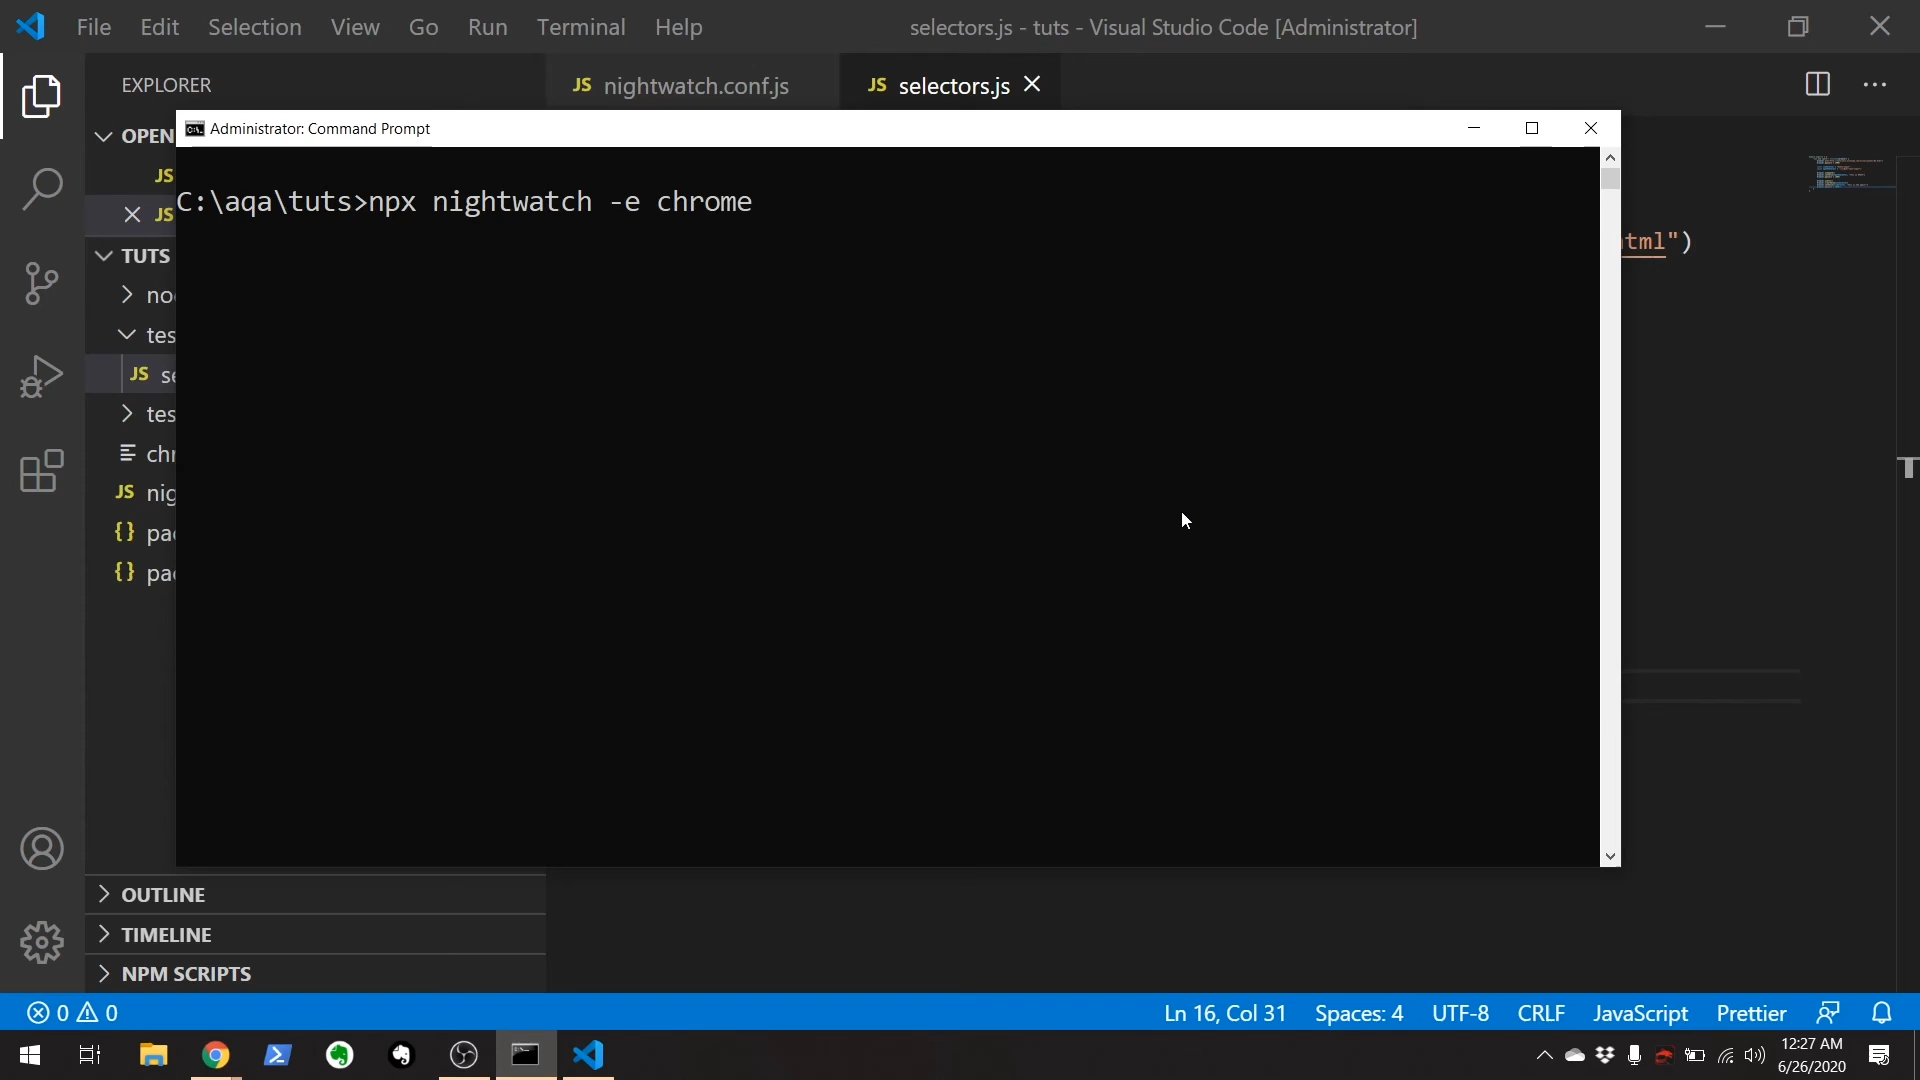 File Edit Selection View Go Run Terminal Help
selectors.js - tuts - Visual Studio Code [Administrator]
EXPLORER
JS nightwatch.conf.js
JS selectors.js
OPEN
JS
JS
TUTS
no
tes
JS se
tes
chr
JS nig
{} pac
{} pac
Administrator: Command Prompt
C:\aqa\tuts>npx nightwatch -e chrome
tml")
OUTLINE
TIMELINE
NPM SCRIPTS
0 0
Ln 16, Col 31 Spaces: 4 UTF-8 CRLF JavaScript Prettier
12:27 AM
6/26/2020